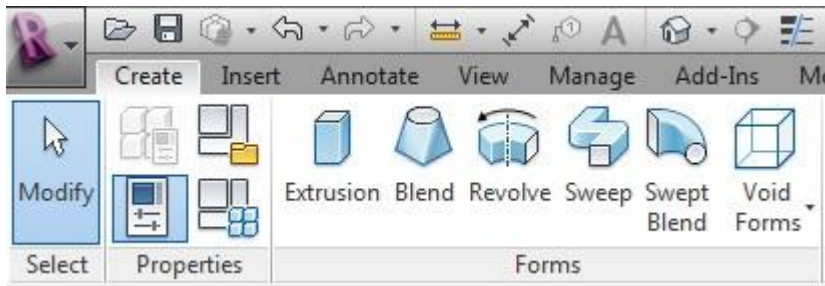 Create Insert Annotate View Manage Add-Ins
Modify
Extrusion Blend Revolve Sweep Swept Blend Void Forms
Select Properties Forms